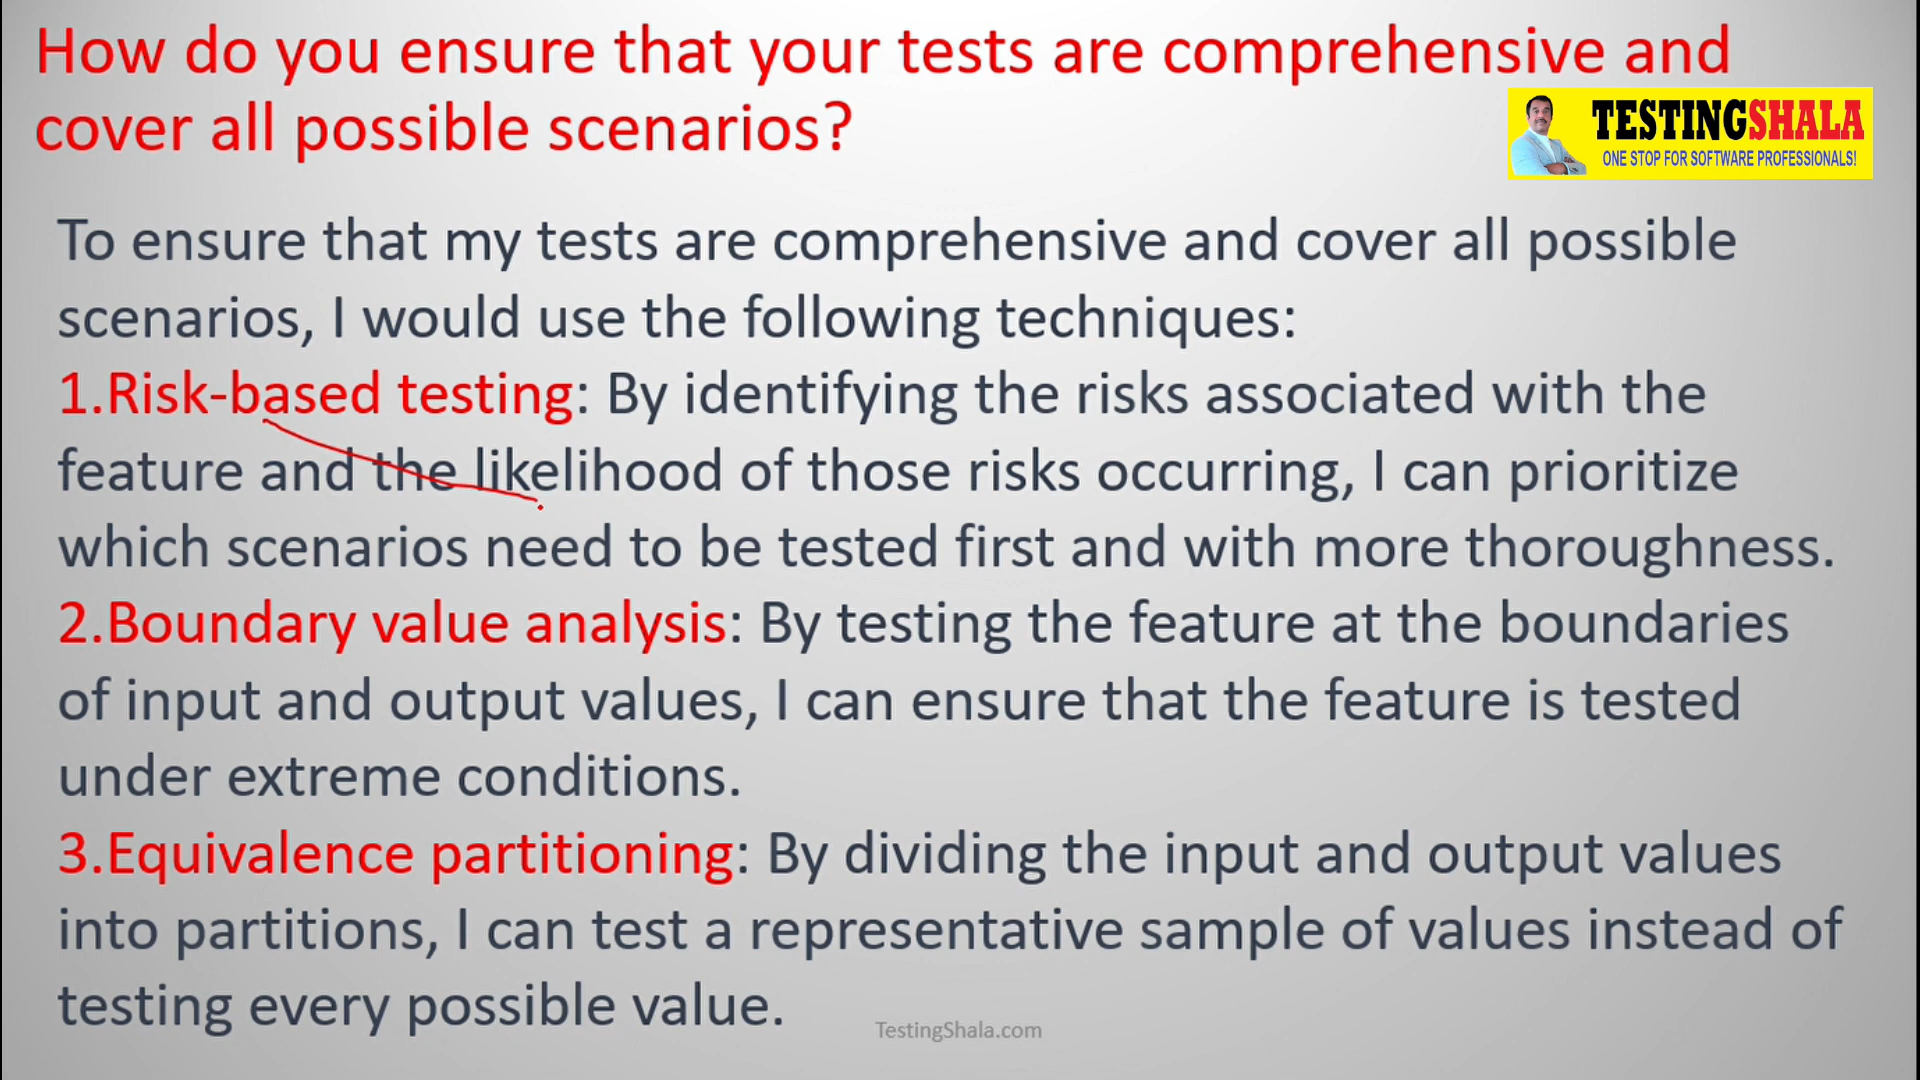 How do you ensure that your tests are comprehensive and
cover all possible scenarios?
TESTINGSHALA
ONE STOP FOR SOFTWARE PROFESSIONALS!
To ensure that my tests are comprehensive and cover all possible
scenarios, I would use the following techniques:
1.Risk-based testing: By identifying the risks associated with the
feature and the likelihood of those risks occurring, I can prioritize
which scenarios need to be tested first and with more thoroughness.
2.Boundary value analysis: By testing the feature at the boundaries
of input and output values, I can ensure that the feature is tested
under extreme conditions.
3.Equivalence partitioning: By dividing the input and output values
into partitions, I can test a representative sample of values instead of
testing every possible value.
TestingShala.com